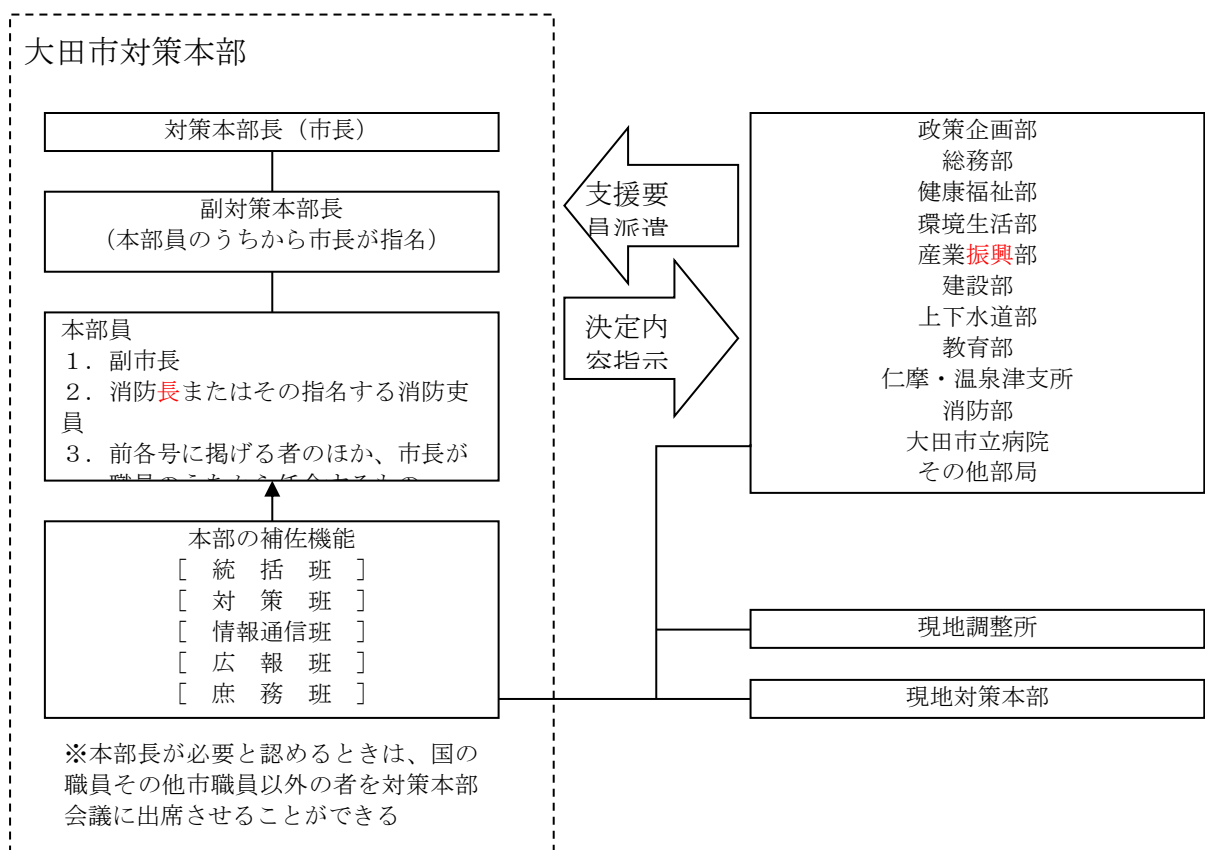 大田市対策本部
対策本部長（市長）
副対策本部長
（本部員のうちから市長が指名）
本部員
１．副市長
２．消防長またはその指名する消防吏
員
３．前各号に掲げる者のほか、市長が
本部の補佐機能
［　統　括　班　］
［　対　策　班　］
［　情報通信班　］
［　広　報　班　］
［　庶　務　班　］
※本部長が必要と認めるときは、国の
職員その他市職員以外の者を対策本部
会議に出席させることができる
支援要
員派遣
決定内
容指示
政策企画部
総務部
健康福祉部
環境生活部
産業振興部
建設部
上下水道部
教育部
仁摩・温泉津支所
消防部
大田市立病院
その他部局
現地調整所
現地対策本部